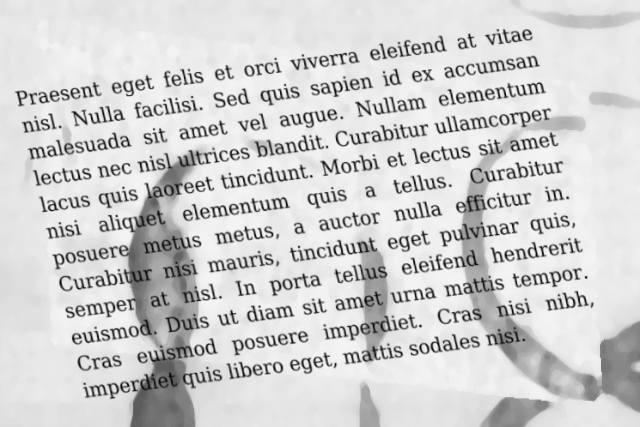 Praesent eget felis et orci viverra eleifend at vitae
nisl. Nulla facilisi. Sed quis sapien id ex accumsan
malesuada sit amet vel augue. Nullam elementum
lectus nec nisl ultrices blandit. Curabitur ullamcorper
lacus quis laoreet tincidunt. Morbi et lectus sit amet
nisi aliquet elementum quis a tellus. Curabitur
posuere metus metus, a auctor nulla efficitur in.
Curabitur nisi mauris, tincidunt eget pulvinar quis,
semper at nisl. In porta tellus eleifend hendrerit
euismod. Duis ut diam sit amet urna mattis tempor.
Cras euismod posuere imperdiet. Cras nisi nibh,
imperdiet quis libero eget, mattis sodales nisi.